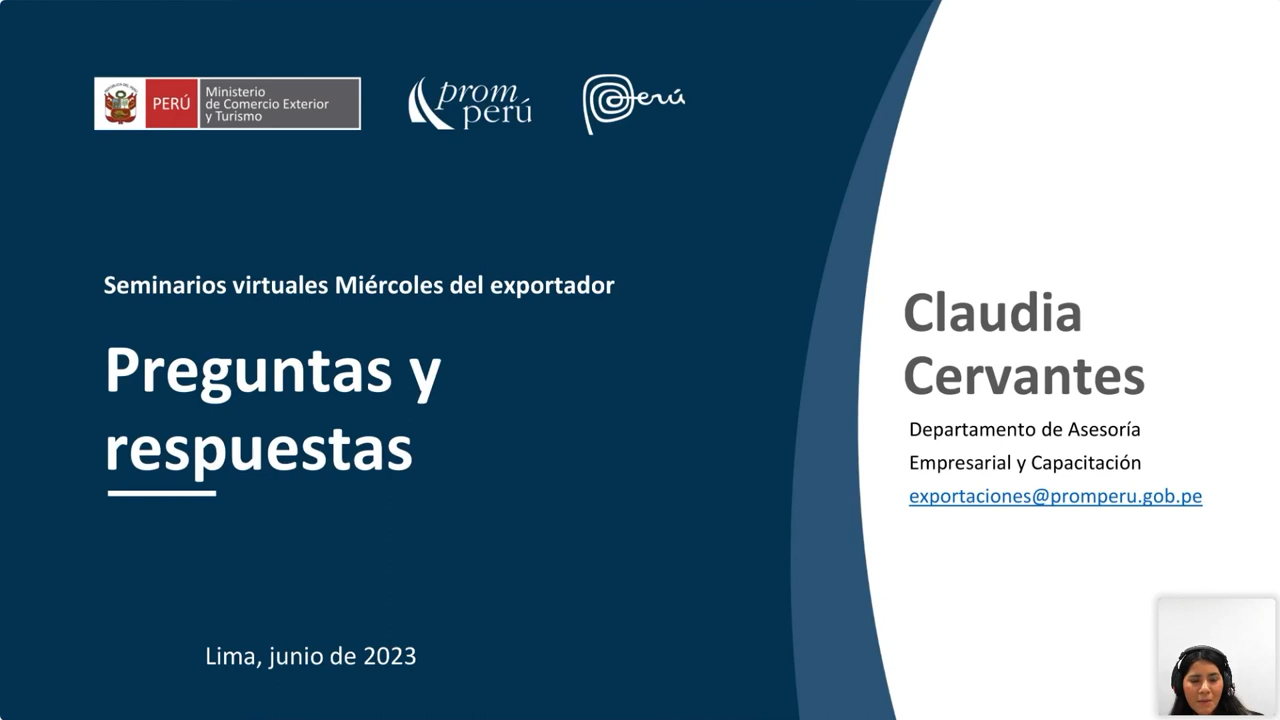 PERÚ
Ministerio
de Comercio Exterior
y Turismo
prom
perú
Perú
Seminarios virtuales Miércoles del exportador
Preguntas y
respuestas
Lima, junio de 2023
Claudia
Cervantes
Departamento de Asesoría
Empresarial y Capacitación
exportaciones@promperu.gob.pe